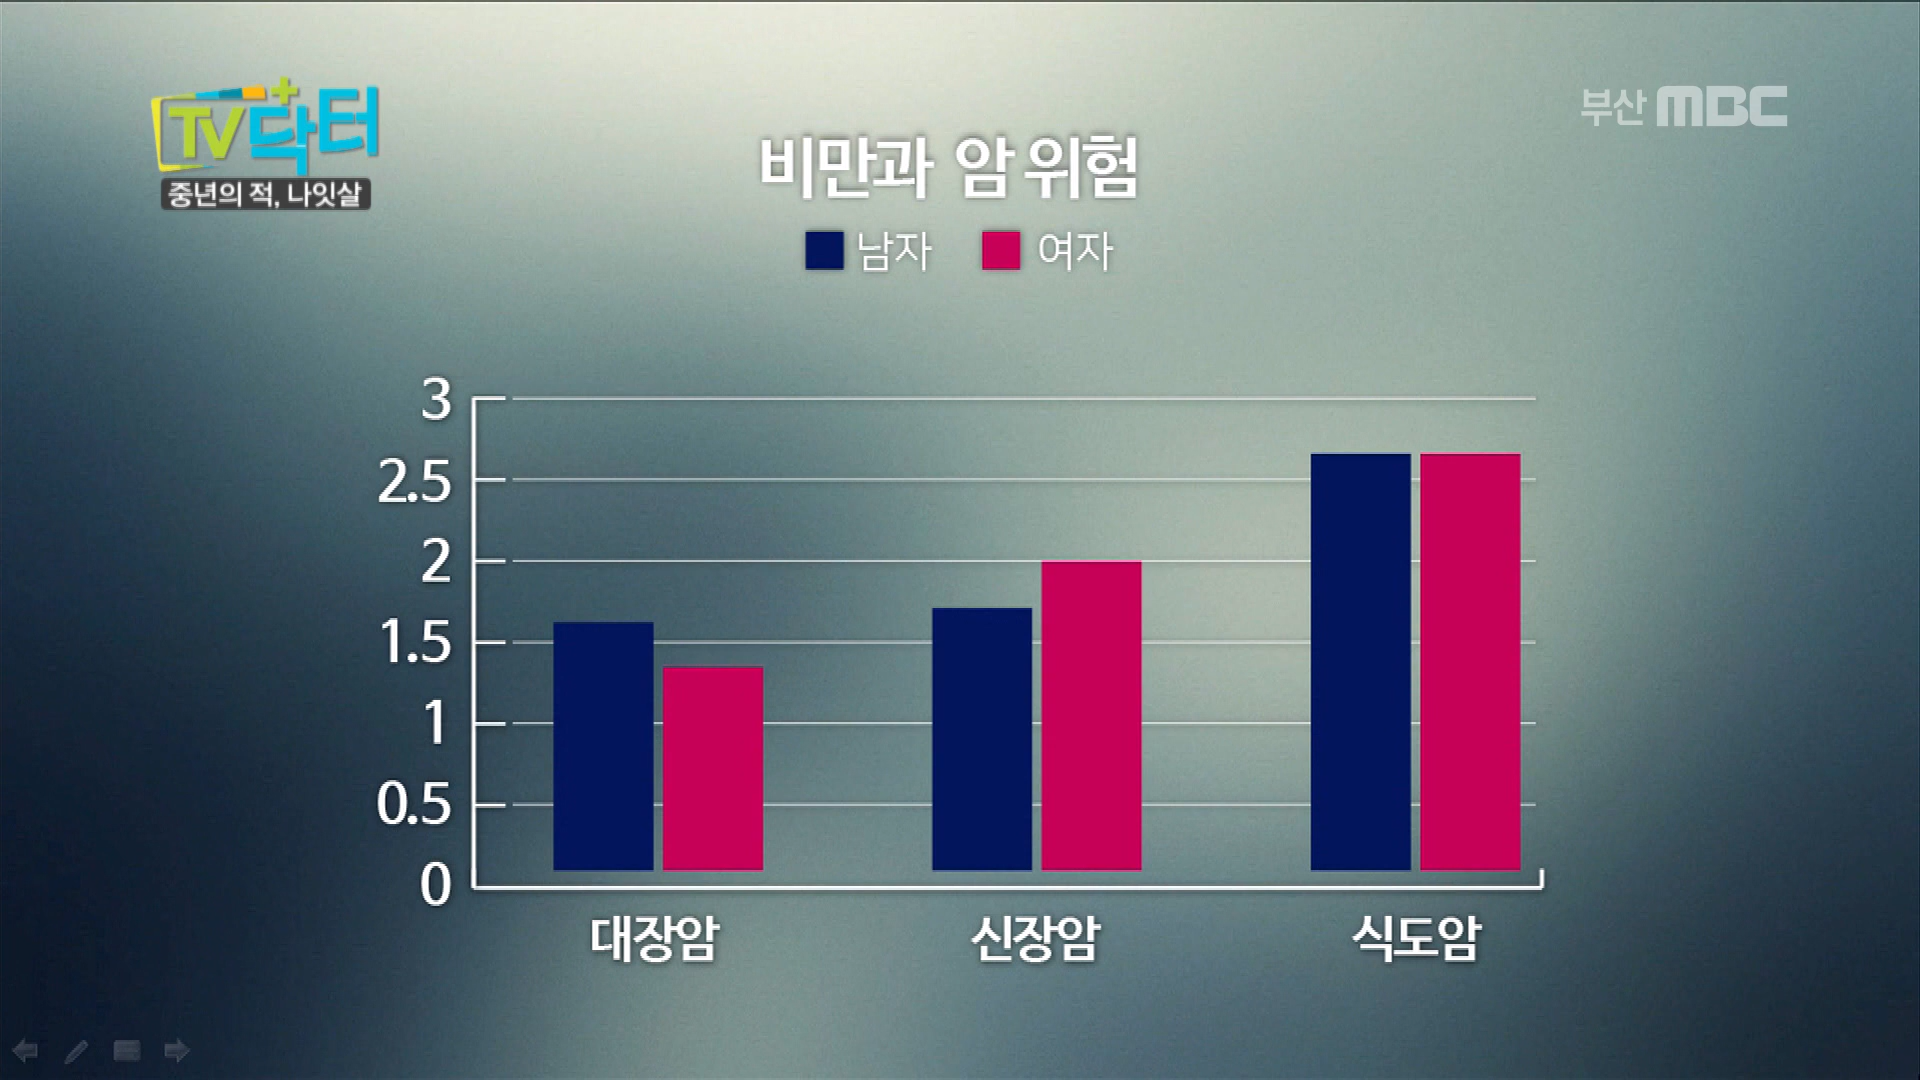 TV닥터
중년의 적, 나잇살
부산 MBC
비만과 암 위험
남자 여자
3
2.5
2
1.5
1
0.5
0
대장암 신장암 식도암